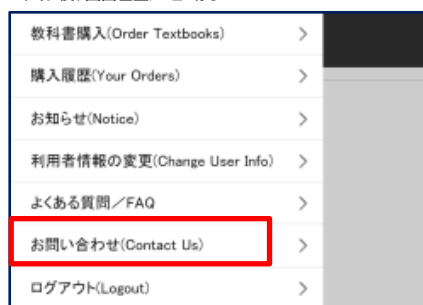 教科書購入(Order Textbooks)
購入履歴(Your Orders)
お知らせ(Notice)
利用者情報の変更(Change User Info)
よくある質問／FAQ
お問い合わせ(Contact Us)
ログアウト(Logout)